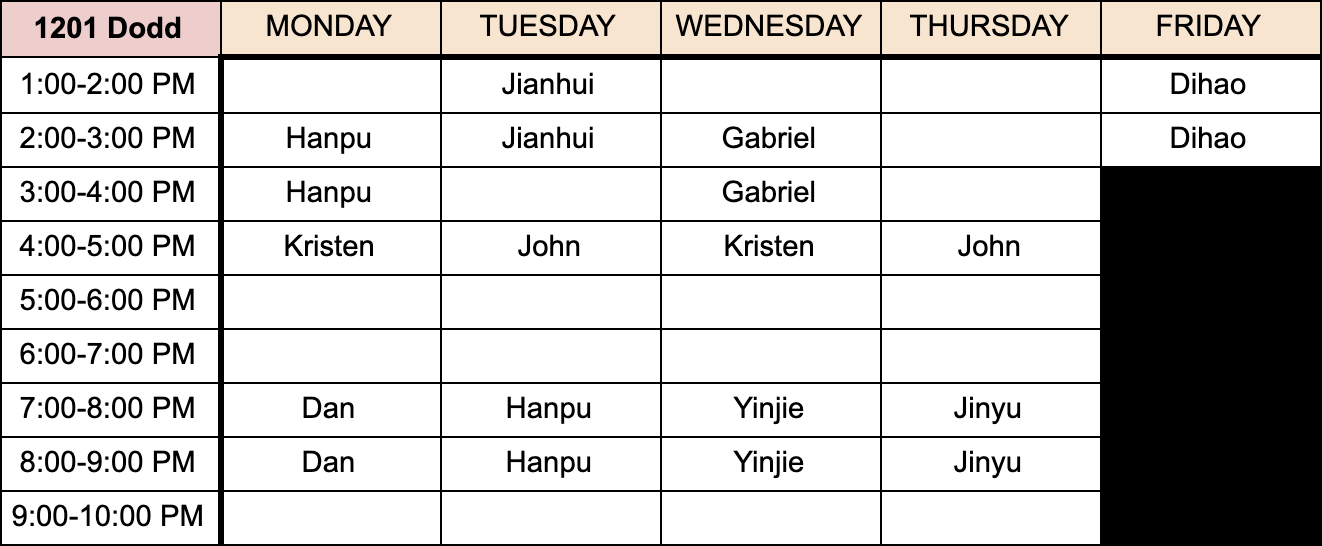 1201 Dodd MONDAY TUESDAY WEDNESDAY THURSDAY FRIDAY
1:00-2:00 PM Jianhui Dihao
2:00-3:00 PM Hanpu Jianhui Gabriel Dihao
3:00-4:00 PM Hanpu Gabriel
4:00-5:00 PM Kristen John Kristen John
5:00-6:00 PM
6:00-7:00 PM
7:00-8:00 PM Dan Hanpu Yinjie Jinyu
8:00-9:00 PM Dan Hanpu Yinjie Jinyu
9:00-10:00 PM